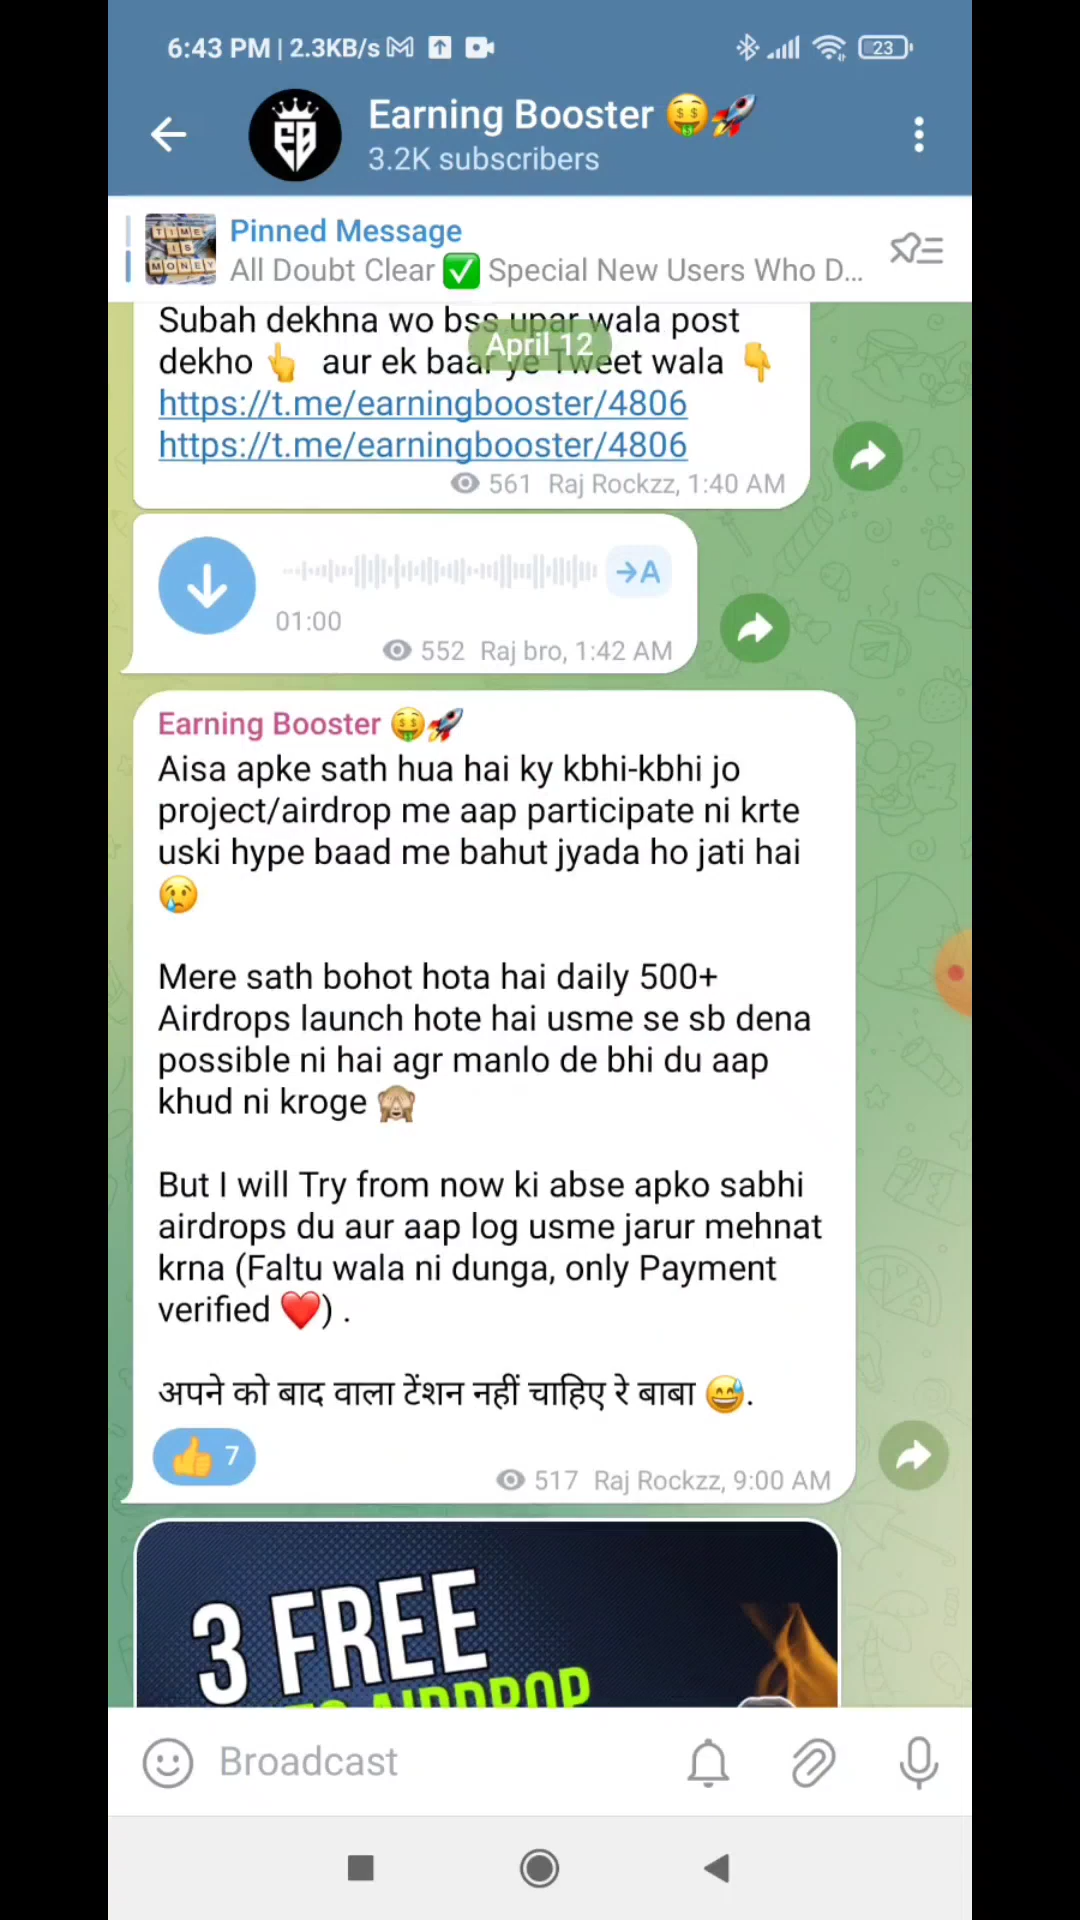 6:43 PM | 2.3KB/s
23
Earning Booster 🤑🚀
3.2K subscribers
TIME
IS
MONEY
Pinned Message
All Doubt Clear ✅ Special New Users Who D...
Subah dekhna wo bss upar wala post
April 12
dekho 👆 aur ek baar ye Tweet wala 👇
https://t.me/earningbooster/4806
https://t.me/earningbooster/4806
561 Raj Rockzz, 1:40 AM
→A
01:00
552 Raj bro, 1:42 AM
Earning Booster 🤑🚀
Aisa apke sath hua hai ky kbhi-kbhi jo
project/airdrop me aap participate ni krte
uski hype baad me bahut jyada ho jati hai
😢
Mere sath bohot hota hai daily 500+
Airdrops launch hote hai usme se sb dena
possible ni hai agr manlo de bhi du aap
khud ni kroge 🙈
But I will Try from now ki abse apko sabhi
airdrops du aur aap log usme jarur mehnat
krna (Faltu wala ni dunga, only Payment
verified ❤️) .
अपने को बाद वाला टेंशन नहीं चाहिए रे बाबा 😅.
👍 7
517 Raj Rockzz, 9:00 AM
3 FREE
AIRDROP
Broadcast